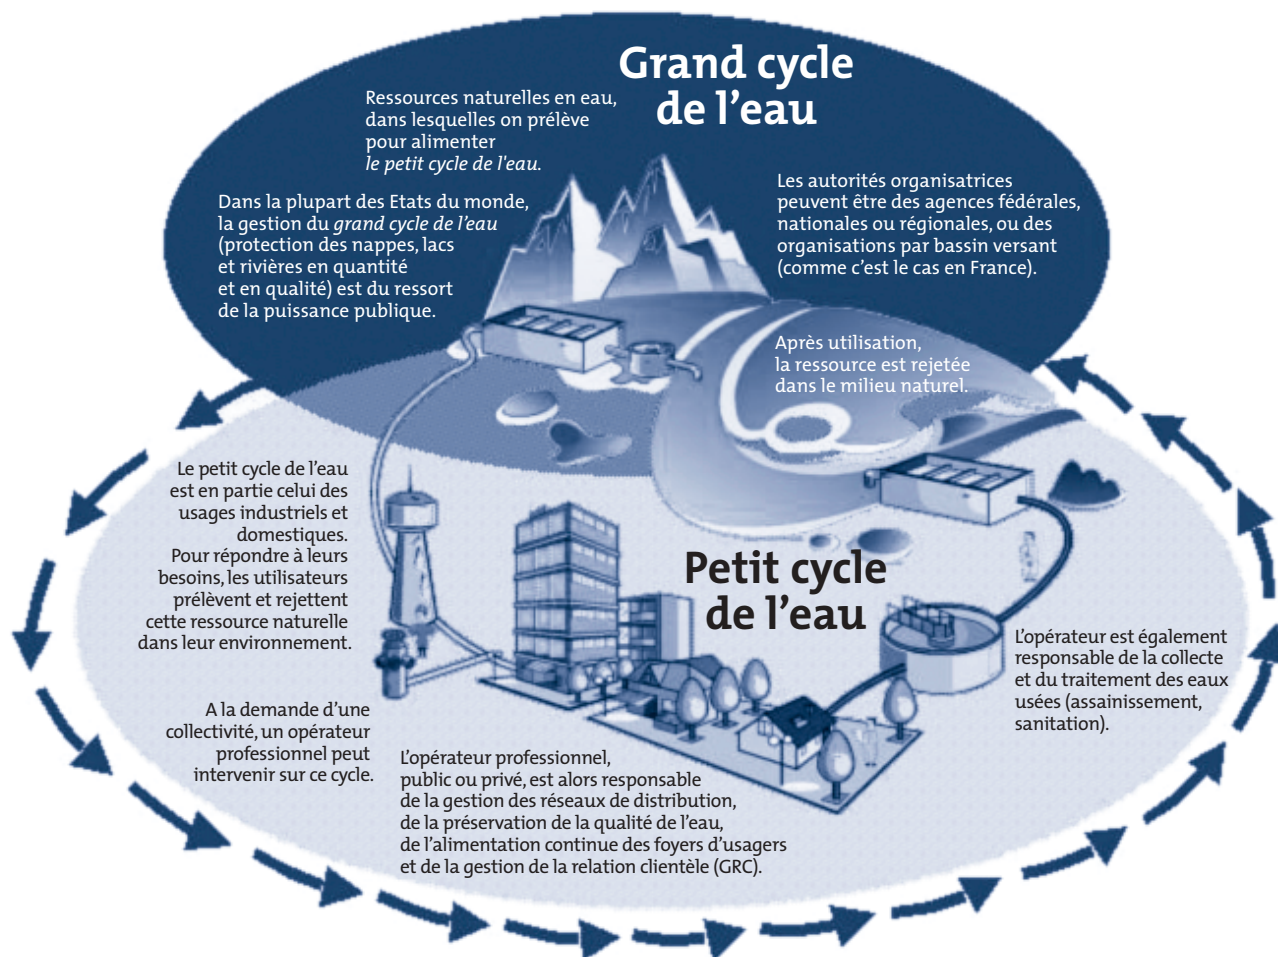 Grand cycle
de l’eau
Ressources naturelles en eau,
dans lesquelles on prélève
pour alimenter
le petit cycle de l'eau.
Dans la plupart des Etats du monde,
la gestion du grand cycle de l’eau
(protection des nappes, lacs
et rivières en quantité
et en qualité) est du ressort
de la puissance publique.
Les autorités organisatrices
peuvent être des agences fédérales,
nationales ou régionales, ou des
organisations par bassin versant
(comme c’est le cas en France).
Après utilisation,
la ressource est rejetée
dans le milieu naturel.
Le petit cycle de l’eau
est en partie celui des
usages industriels et
domestiques.
Pour répondre à leurs
besoins, les utilisateurs
prélèvent et rejettent
cette ressource naturelle
dans leur environnement.
Petit cycle
de l’eau
L’opérateur est également
responsable de la collecte
et du traitement des eaux
usées (assainissement,
sanitation).
A la demande d’une
collectivité, un opérateur
professionnel peut
intervenir sur ce cycle.
L’opérateur professionnel,
public ou privé, est alors responsable
de la gestion des réseaux de distribution,
de la préservation de la qualité de l’eau,
de l’alimentation continue des foyers d’usagers
et de la gestion de la relation clientèle (GRC).